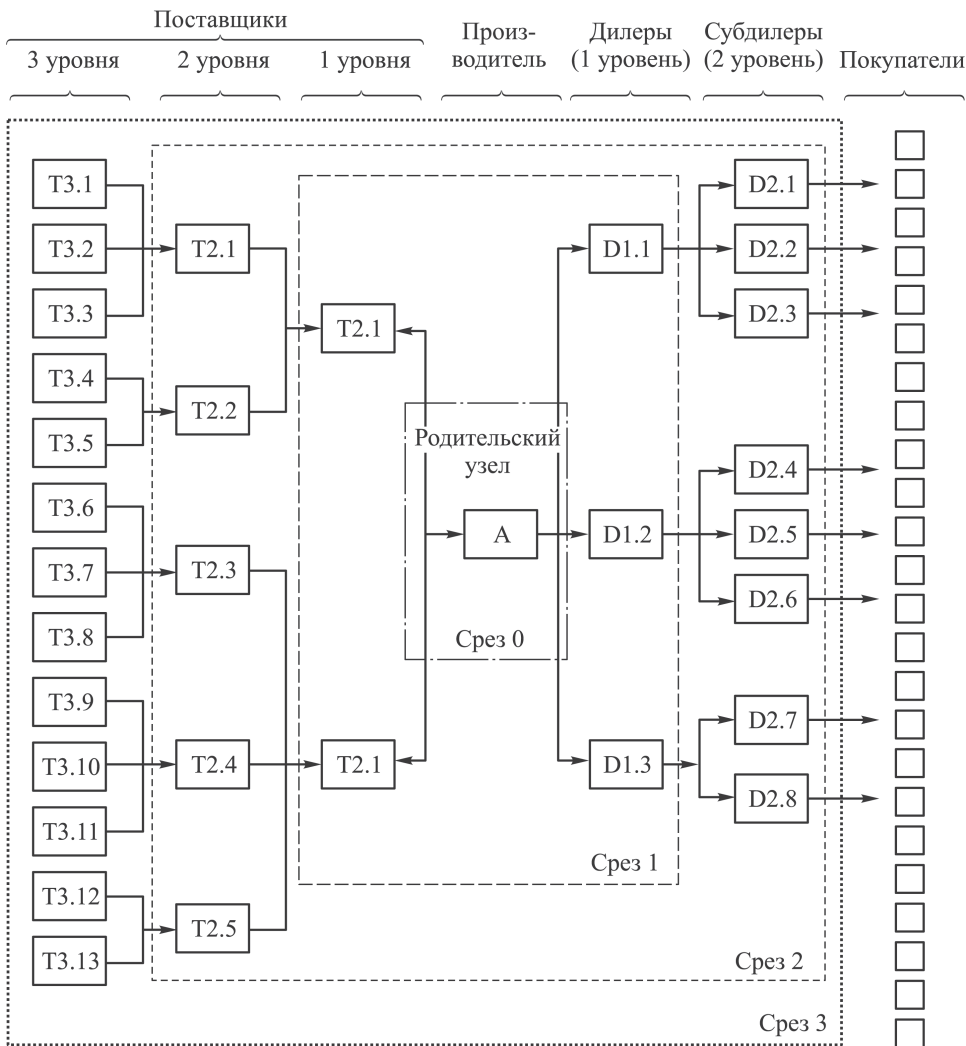 Поставщики
3 уровня
2 уровня
1 уровня
Произ-
водитель
Дилеры
(1 уровень)
Субдилеры
(2 уровень)
Покупатели
T3.1
T3.2
T3.3
T3.4
T3.5
T3.6
T3.7
T3.8
T3.9
T3.10
T3.11
T3.12
T3.13
T2.1
T2.2
T2.3
T2.4
T2.5
T2.1
T2.1
Родительский
узел
A
Срез 0
D1.1
D1.2
D1.3
Срез 1
D2.1
D2.2
D2.3
D2.4
D2.5
D2.6
D2.7
D2.8
Срез 2
Срез 3